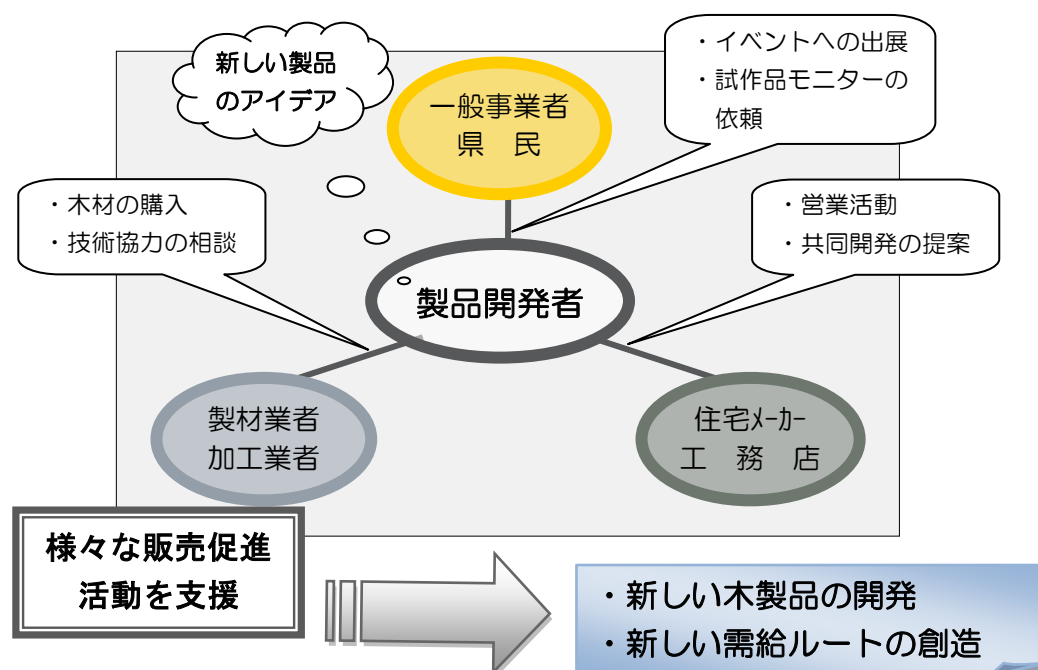 新しい製品
のアイデア
一般事業者
県　民
・イベントへの出展
・試作品モニターの
依頼
・木材の購入
・技術協力の相談
・営業活動
・共同開発の提案
製品開発者
製材業者
加工業者
住宅ﾒｰｶｰ
工　務　店
様々な販売促進
活動を支援
・新しい木製品の開発
・新しい需給ルートの創造